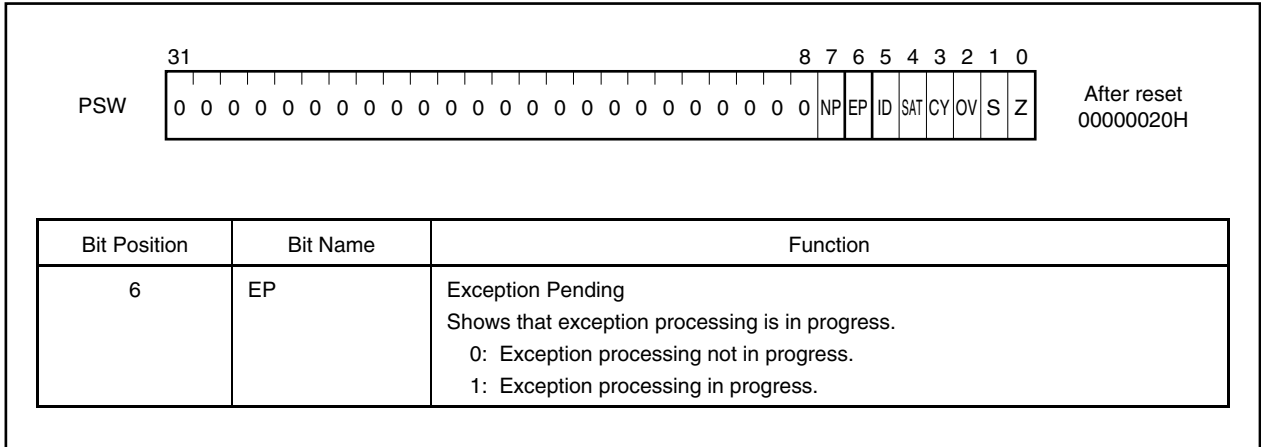 31 8 7 6 5 4 3 2 1 0
PSW 0 0 0 0 0 0 0 0 0 0 0 0 0 0 0 0 0 0 0 0 0 0 0 0 NP EP ID SAT CY OV S Z After reset
00000020H
Bit Position Bit Name Function
6 EP Exception Pending
Shows that exception processing is in progress.
0: Exception processing not in progress.
1: Exception processing in progress.